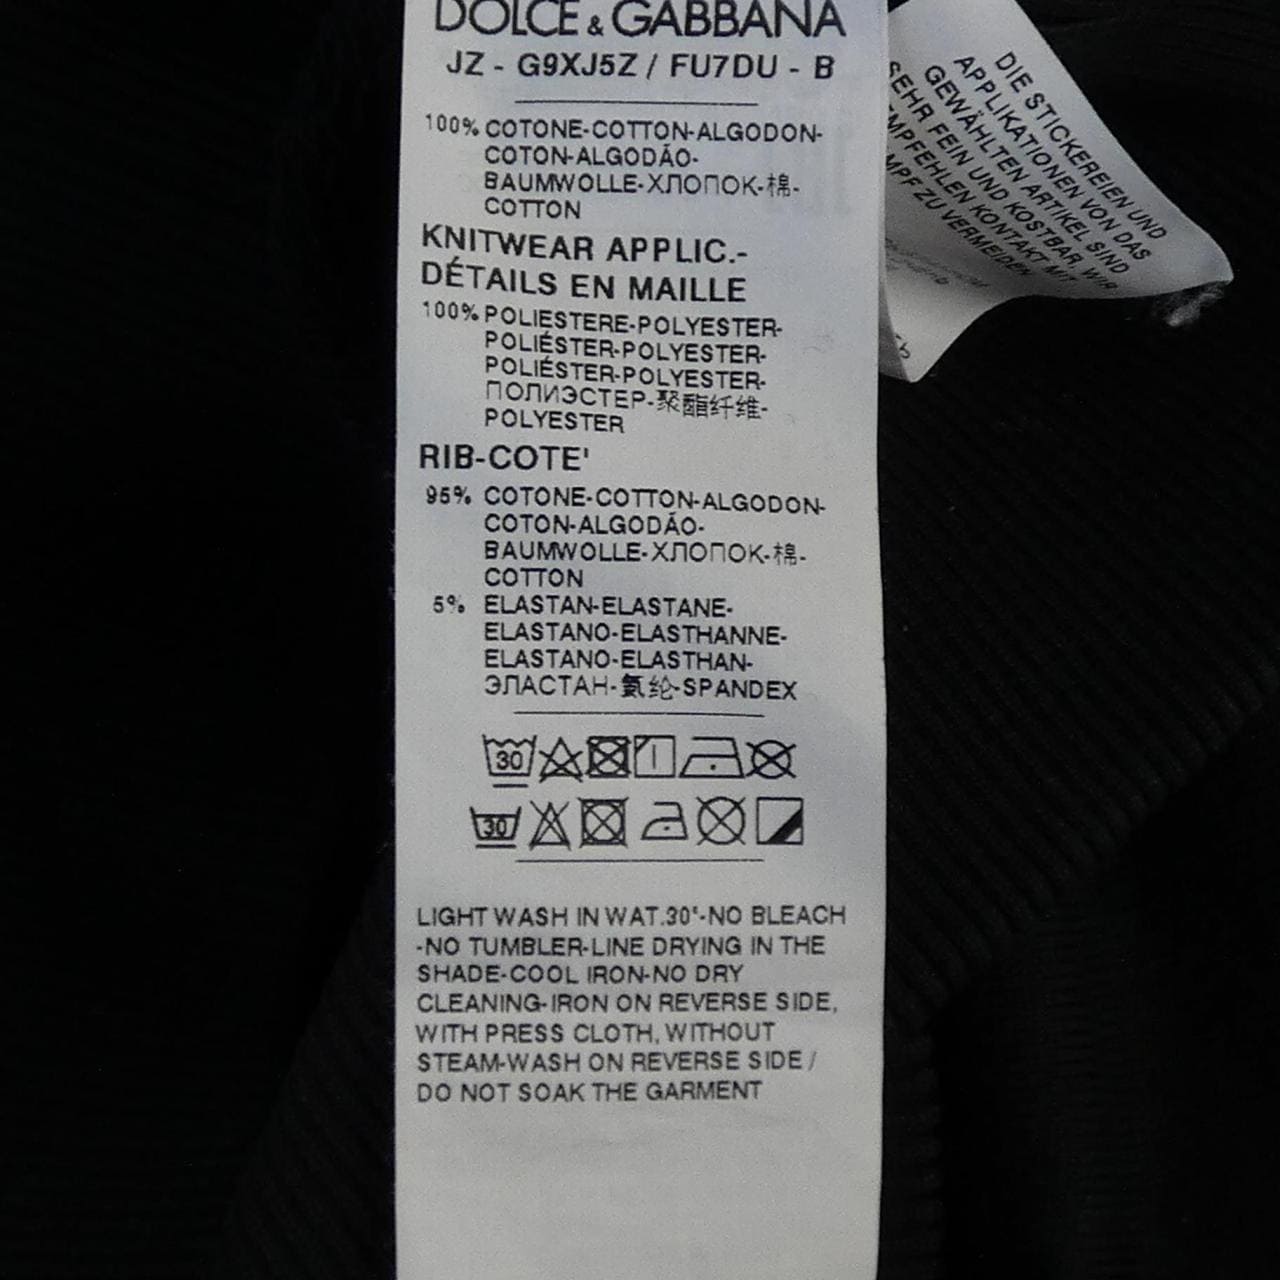 DOLCE & GABBANA
JZ - G9XJ5Z / FU7DU - B
100% COTONE-COTTON-ALGODON-
COTON-ALGODÃO-
BAUMWOLLE-ХЛОПОК-棉-
COTTON
KNITWEAR APPLIC.-
DÉTAILS EN MAILLE
100% POLIESTERE-POLYESTER-
POLIÉSTER-POLYESTER-
POLIÉSTER-POLYESTER-
ПОЛИЭСТЕР-聚酯纤维-
POLYESTER
RIB-COTE'
95% COTONE-COTTON-ALGODON-
COTON-ALGODÃO-
BAUMWOLLE-ХЛОПОК-棉-
COTTON
5% ELASTAN-ELASTANE-
ELASTANO-ELASTHANNE-
ELASTANO-ELASTHAN-
ЭЛАСТАН-氨纶-SPANDEX
30
30
LIGHT WASH IN WAT.30°-NO BLEACH
-NO TUMBLER-LINE DRYING IN THE
SHADE-COOL IRON-NO DRY
CLEANING-IRON ON REVERSE SIDE,
WITH PRESS CLOTH, WITHOUT
STEAM-WASH ON REVERSE SIDE /
DO NOT SOAK THE GARMENT
DIE STICKEREIEN UND
APPLIKATIONEN VON DAS
GEWÄHLTEN ARTIKEL SIND
SEHR FEIN UND KOSTBAR, WIR
EMPFEHLEN KONTAKT MIT
ZU VERMEIDEN